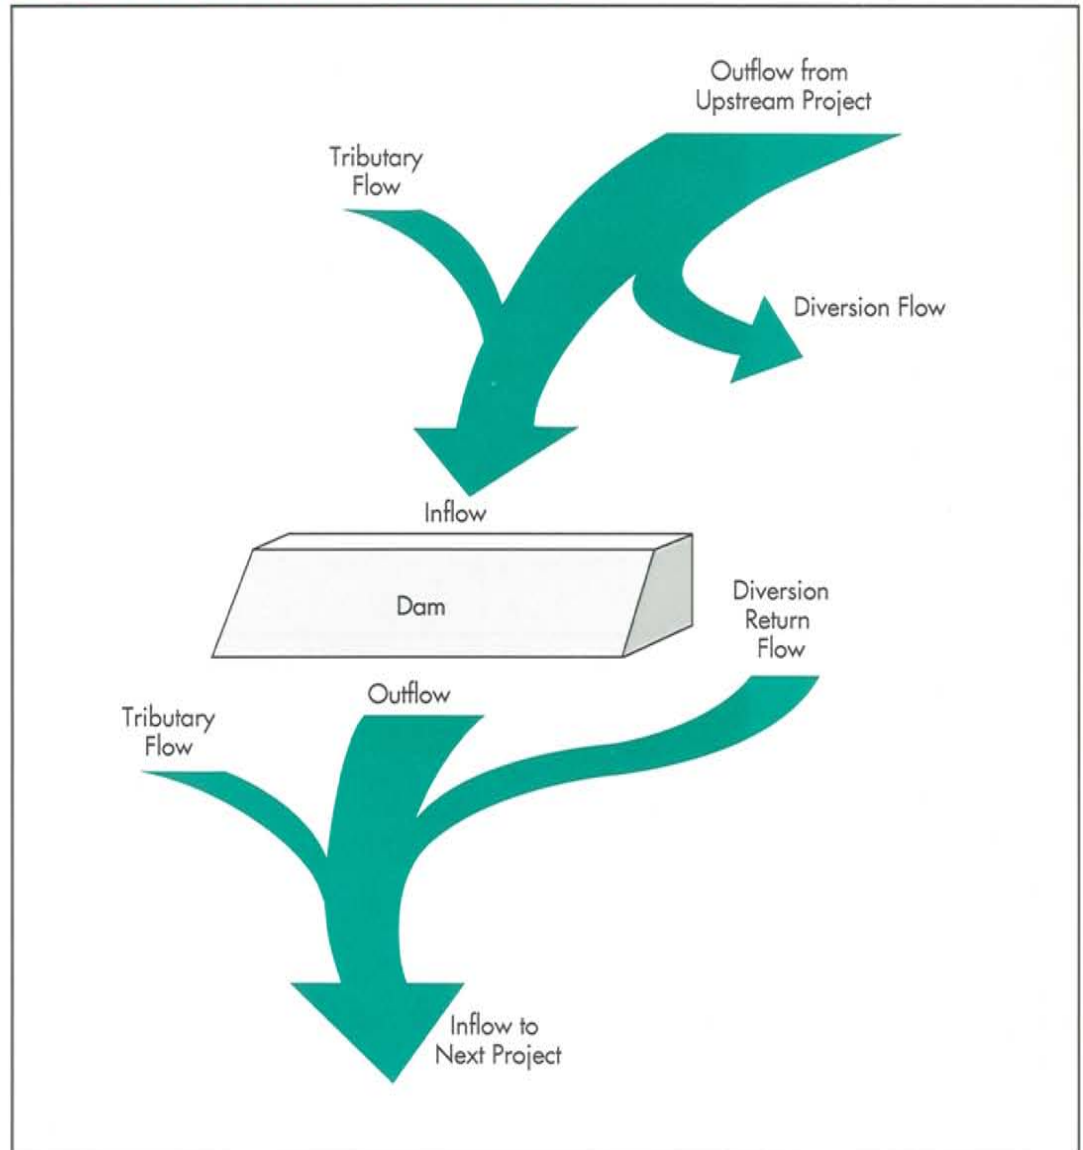 Outflow from
Upstream Project
Tributary
Flow
Diversion Flow
Inflow
Dam
Diversion
Return
Flow
Outflow
Tributary
Flow
Inflow to
Next Project